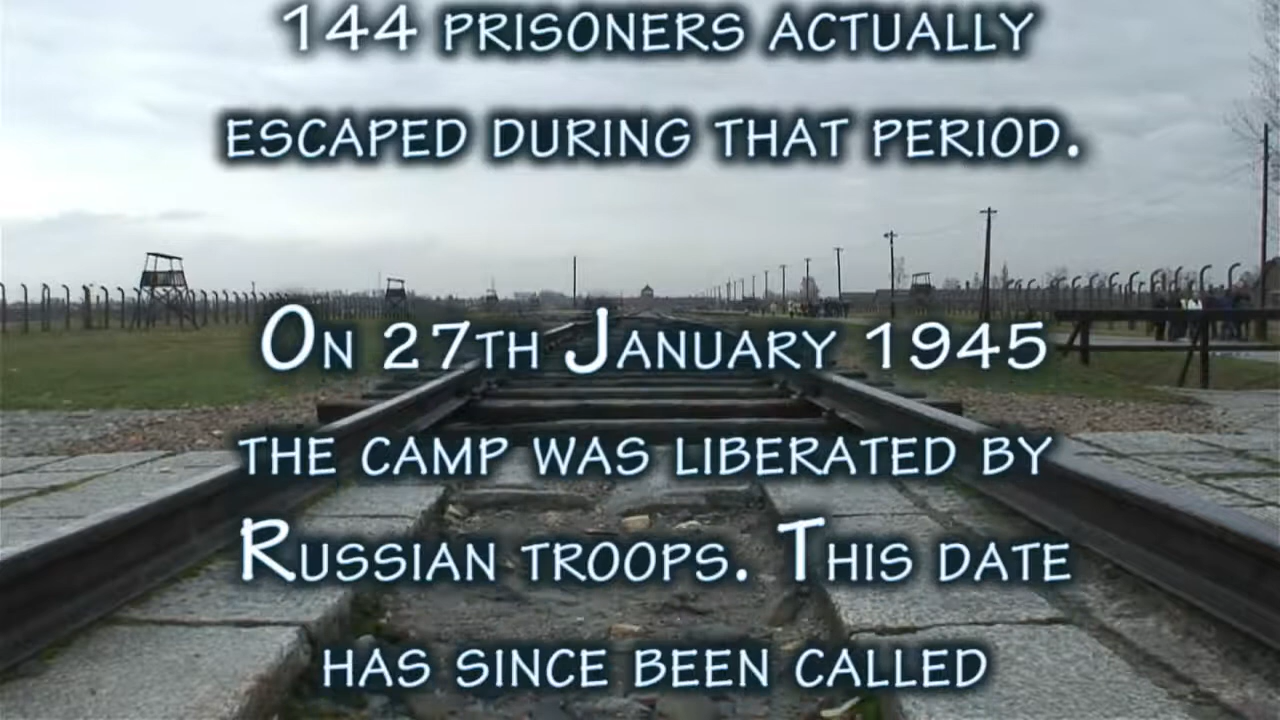 144 PRISONERS ACTUALLY
ESCAPED DURING THAT PERIOD.
ON 27TH JANUARY 1945
THE CAMP WAS LIBERATED BY
RUSSIAN TROOPS. THIS DATE
HAS SINCE BEEN CALLED